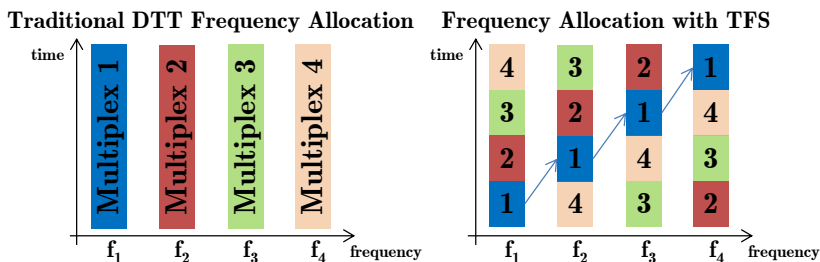 Traditional DTT Frequency Allocation
time
Multiplex 1
Multiplex 2
Multiplex 3
Multiplex 4
f1 f2 f3 f4 frequency
Frequency Allocation with TFS
time
4 3 2 1
3 2 1 4
2 1 4 3
1 4 3 2
f1 f2 f3 f4 frequency